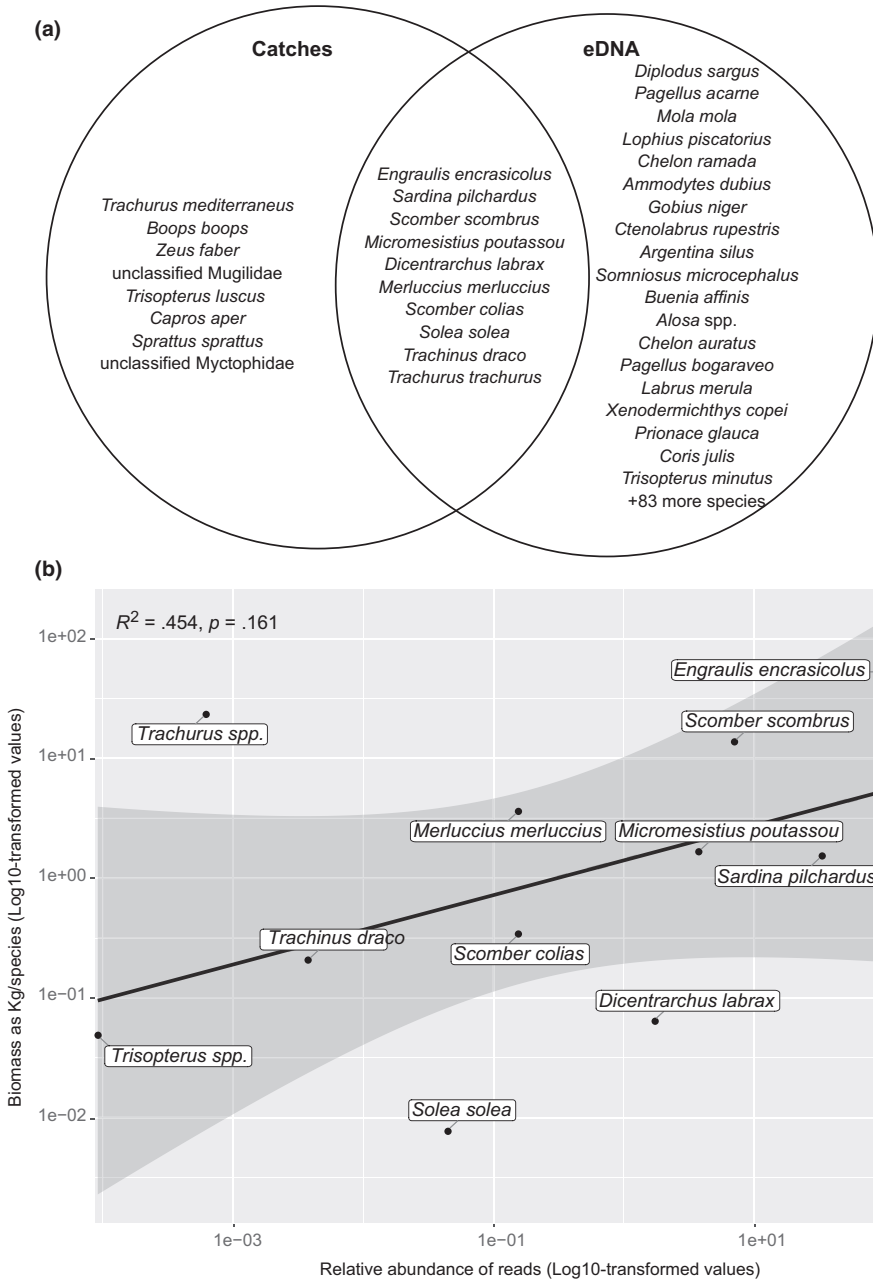 (a)
Catches
eDNA
Trachurus mediterraneus
Boops boops
Zeus faber
unclassified Mugilidae
Trisopterus luscus
Capros aper
Sprattus sprattus
unclassified Myctophidae
Engraulis encrasicolus
Sardina pilchardus
Scomber scombrus
Micromesistius poutassou
Dicentrarchus labrax
Merluccius merluccius
Scomber colias
Solea solea
Trachinus draco
Trachurus trachurus
Diplodus sargus
Pagellus acarne
Mola mola
Lophius piscatorius
Chelon ramada
Ammodytes dubius
Gobius niger
Ctenolabrus rupestris
Argentina silus
Somniosus microcephalus
Buenia affinis
Alosa spp.
Chelon auratus
Pagellus bogaraveo
Labrus merula
Xenodermichthys copei
Prionace glauca
Coris julis
Trisopterus minutus
+83 more species
(b)
R² = .454, p = .161
Biomass as Kg/species (Log10-transformed values)
1e+02
1e+01
1e+00
1e−01
1e−02
Engraulis encrasicolus
Scomber scombrus
Trachurus spp.
Merluccius merluccius
Micromesistius poutassou
Sardina pilchardus
Trachinus draco
Scomber colias
Dicentrarchus labrax
Trisopterus spp.
Solea solea
1e−03
1e−01
1e+01
Relative abundance of reads (Log10-transformed values)